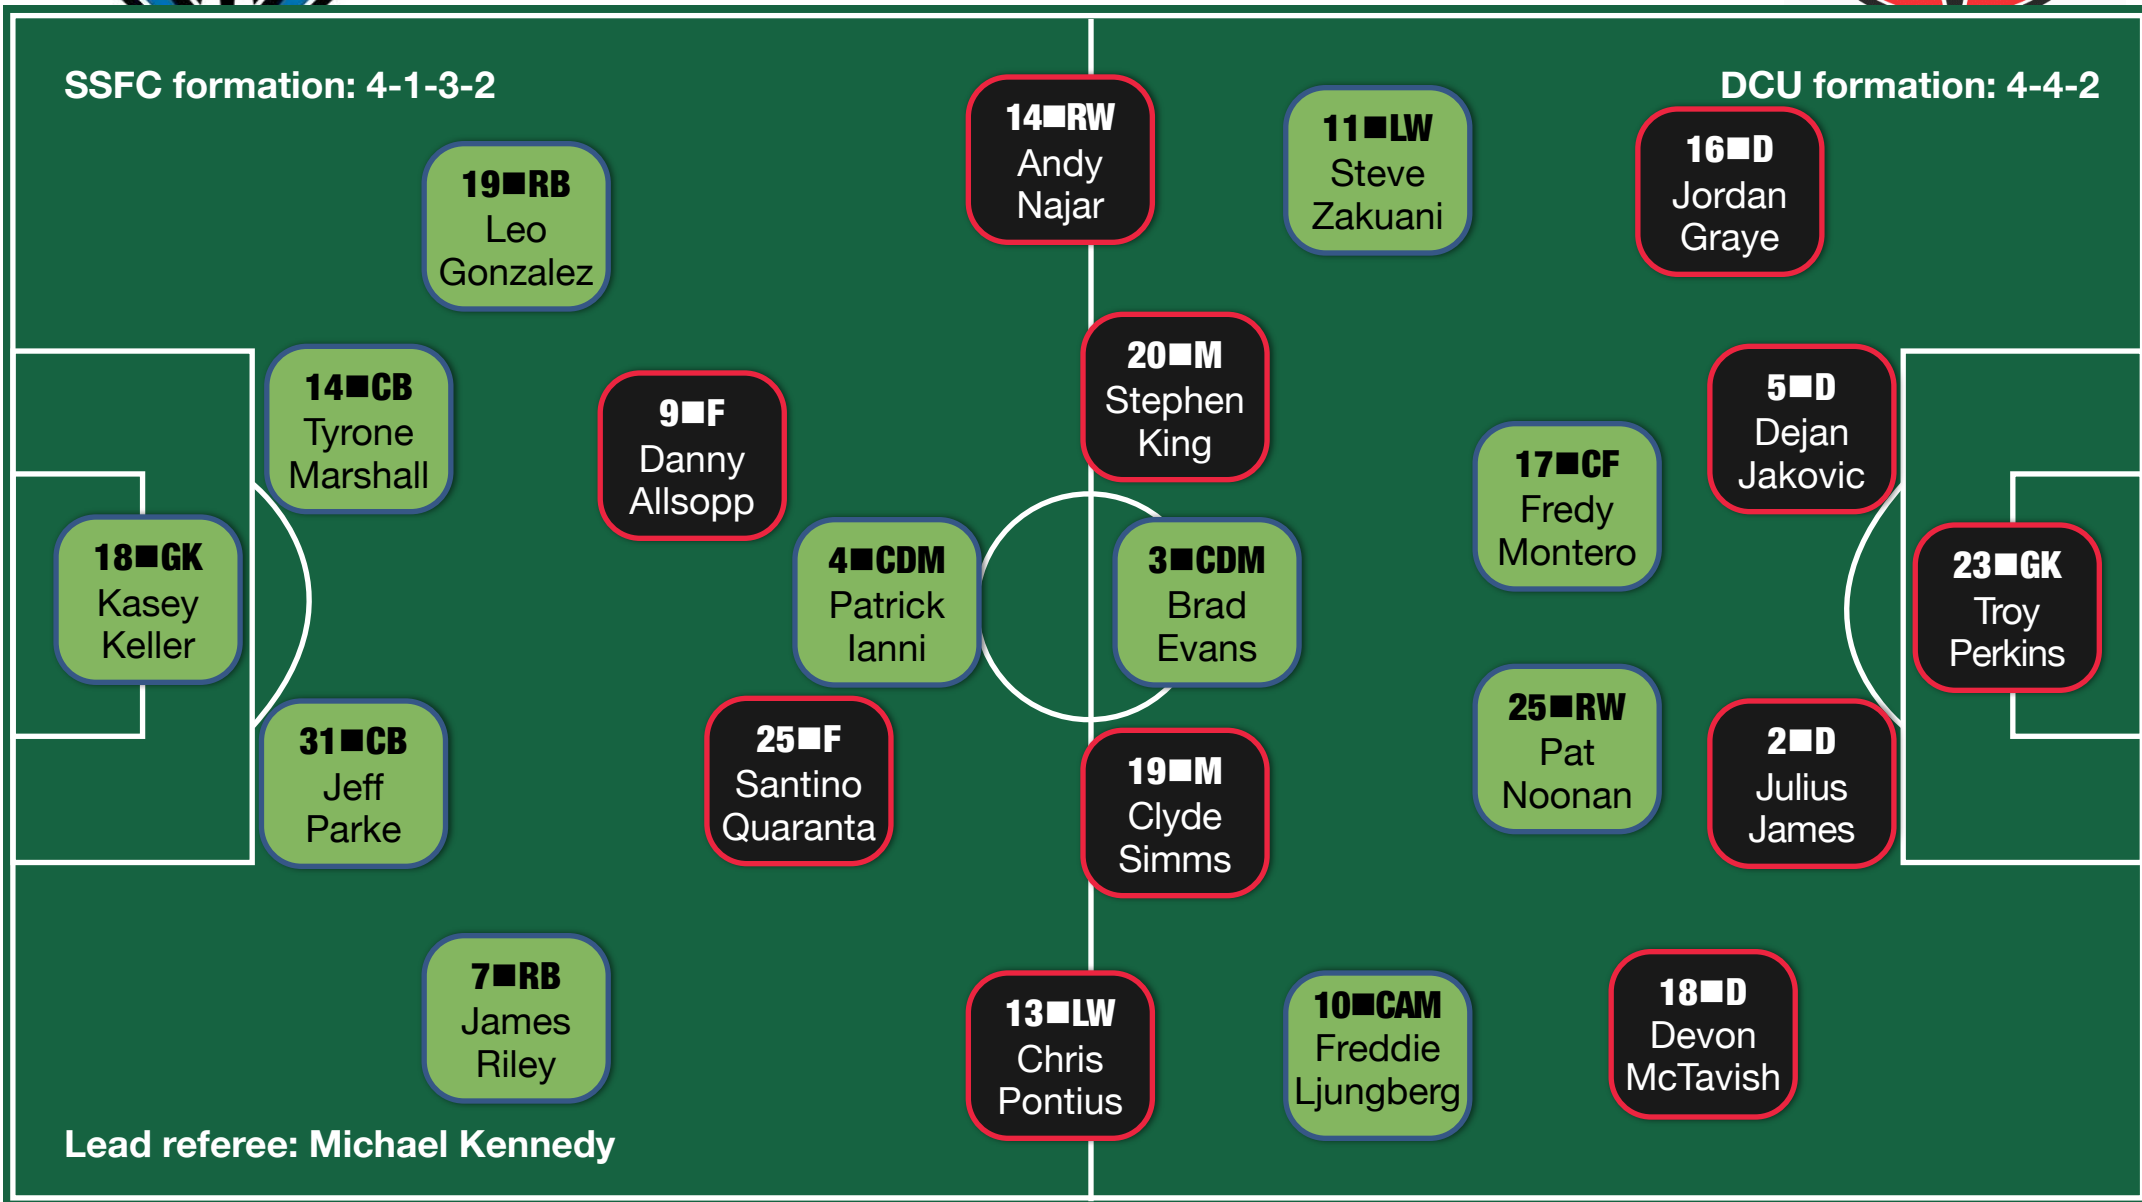 SSFC formation: 4-1-3-2
DCU formation: 4-4-2
19■RB
Leo
Gonzalez
14■CB
Tyrone
Marshall
18■GK
Kasey
Keller
31■CB
Jeff
Parke
7■RB
James
Riley
9■F
Danny
Allsopp
4■CDM
Patrick
Ianni
25■F
Santino
Quaranta
14■RW
Andy
Najar
20■M
Stephen
King
3■CDM
Brad
Evans
19■M
Clyde
Simms
13■LW
Chris
Pontius
11■LW
Steve
Zakuani
17■CF
Fredy
Montero
25■RW
Pat
Noonan
10■CAM
Freddie
Ljungberg
16■D
Jordan
Graye
5■D
Dejan
Jakovic
23■GK
Troy
Perkins
2■D
Julius
James
18■D
Devon
McTavish
Lead referee: Michael Kennedy